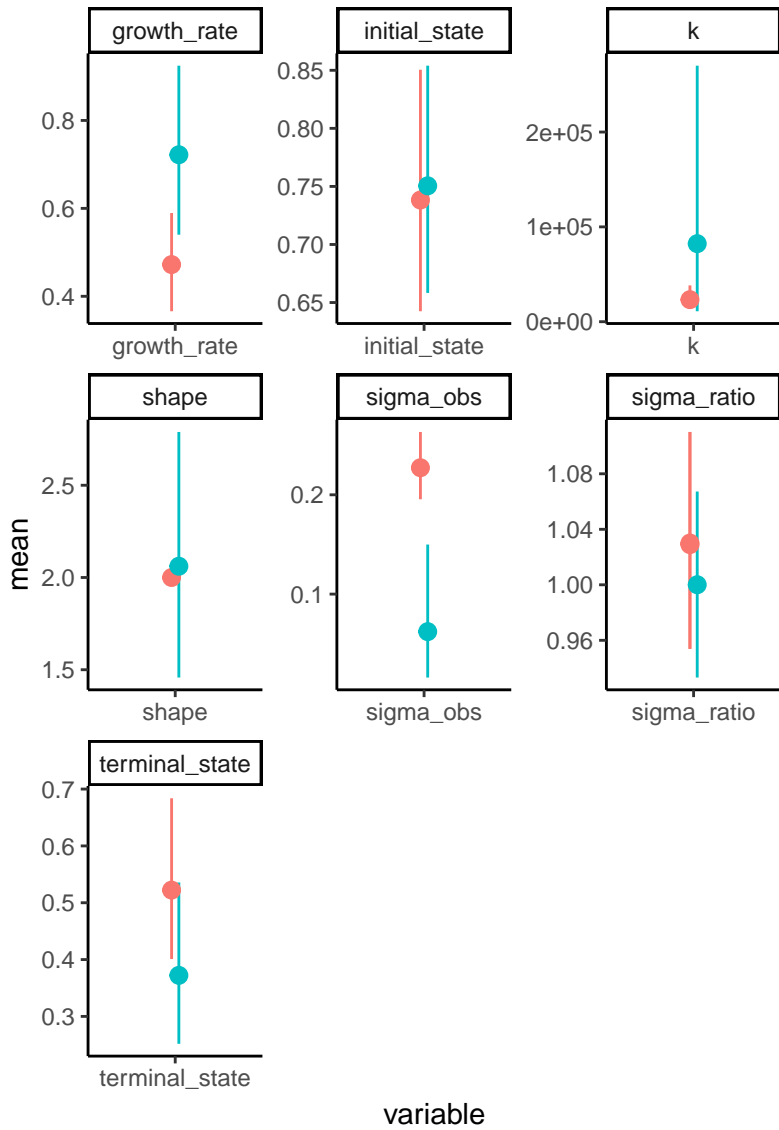 growth_rate initial_state k
0.8
0.6
0.4
growth_rate
0.85
0.80
0.75
0.70
0.65
initial_state
2e+05
1e+05
0e+00
k
shape sigma_obs sigma_ratio
2.5
2.0
1.5
shape
0.2
0.1
sigma_obs
1.08
1.04
1.00
0.96
sigma_ratio
terminal_state
0.7
0.6
0.5
0.4
0.3
terminal_state
mean
variable